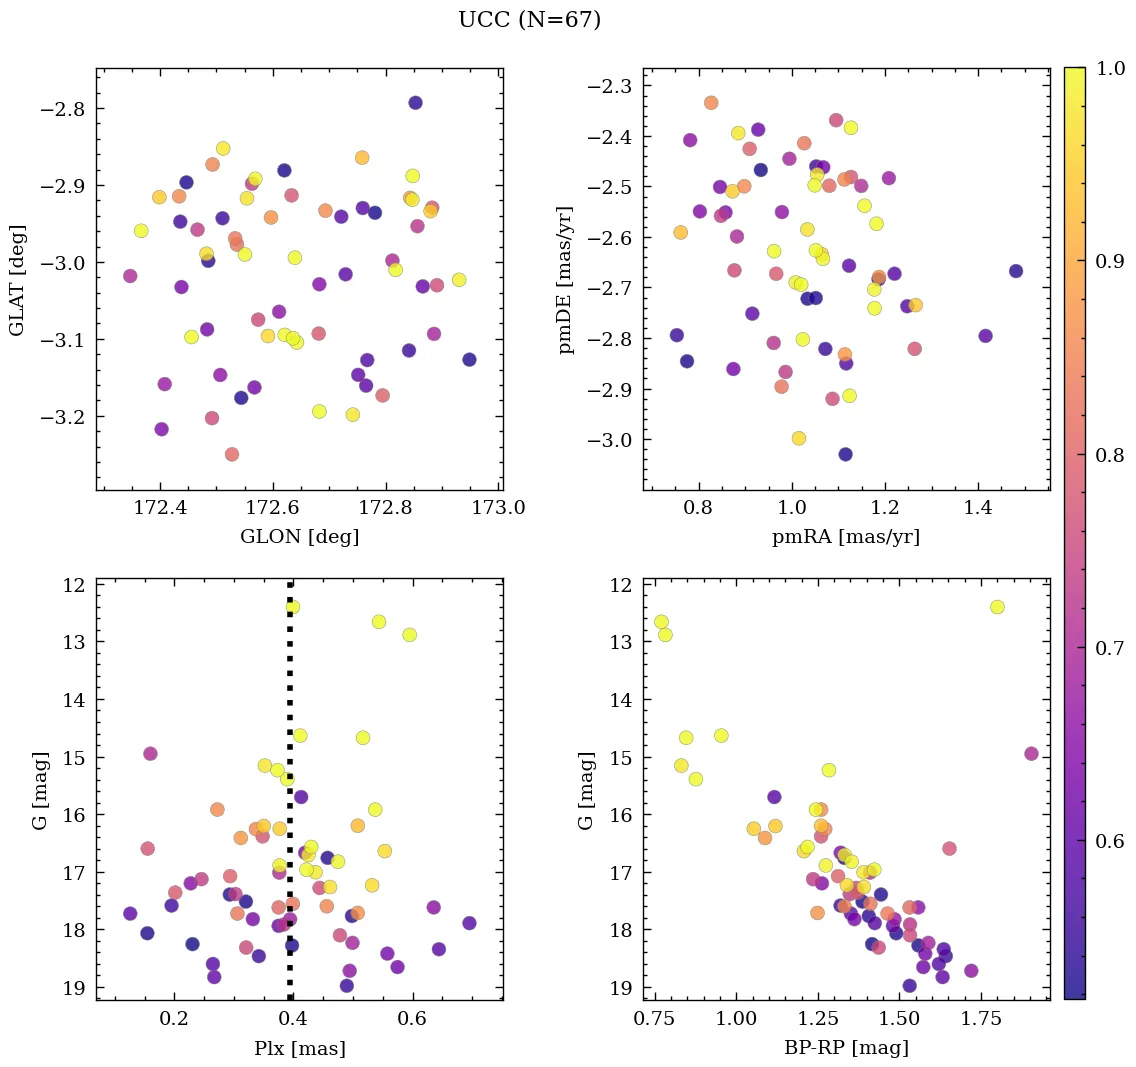 UCC (N=67)
−2.8
−2.9
−3.0
−3.1
−3.2
GLAT [deg]
172.4 172.6 172.8 173.0
GLON [deg]
−2.3
−2.4
−2.5
−2.6
−2.7
−2.8
−2.9
−3.0
pmDE [mas/yr]
0.8 1.0 1.2 1.4
pmRA [mas/yr]
12
13
14
15
16
17
18
19
G [mag]
0.2 0.4 0.6
Plx [mas]
12
13
14
15
16
17
18
19
G [mag]
0.75 1.00 1.25 1.50 1.75
BP-RP [mag]
1.0
0.9
0.8
0.7
0.6